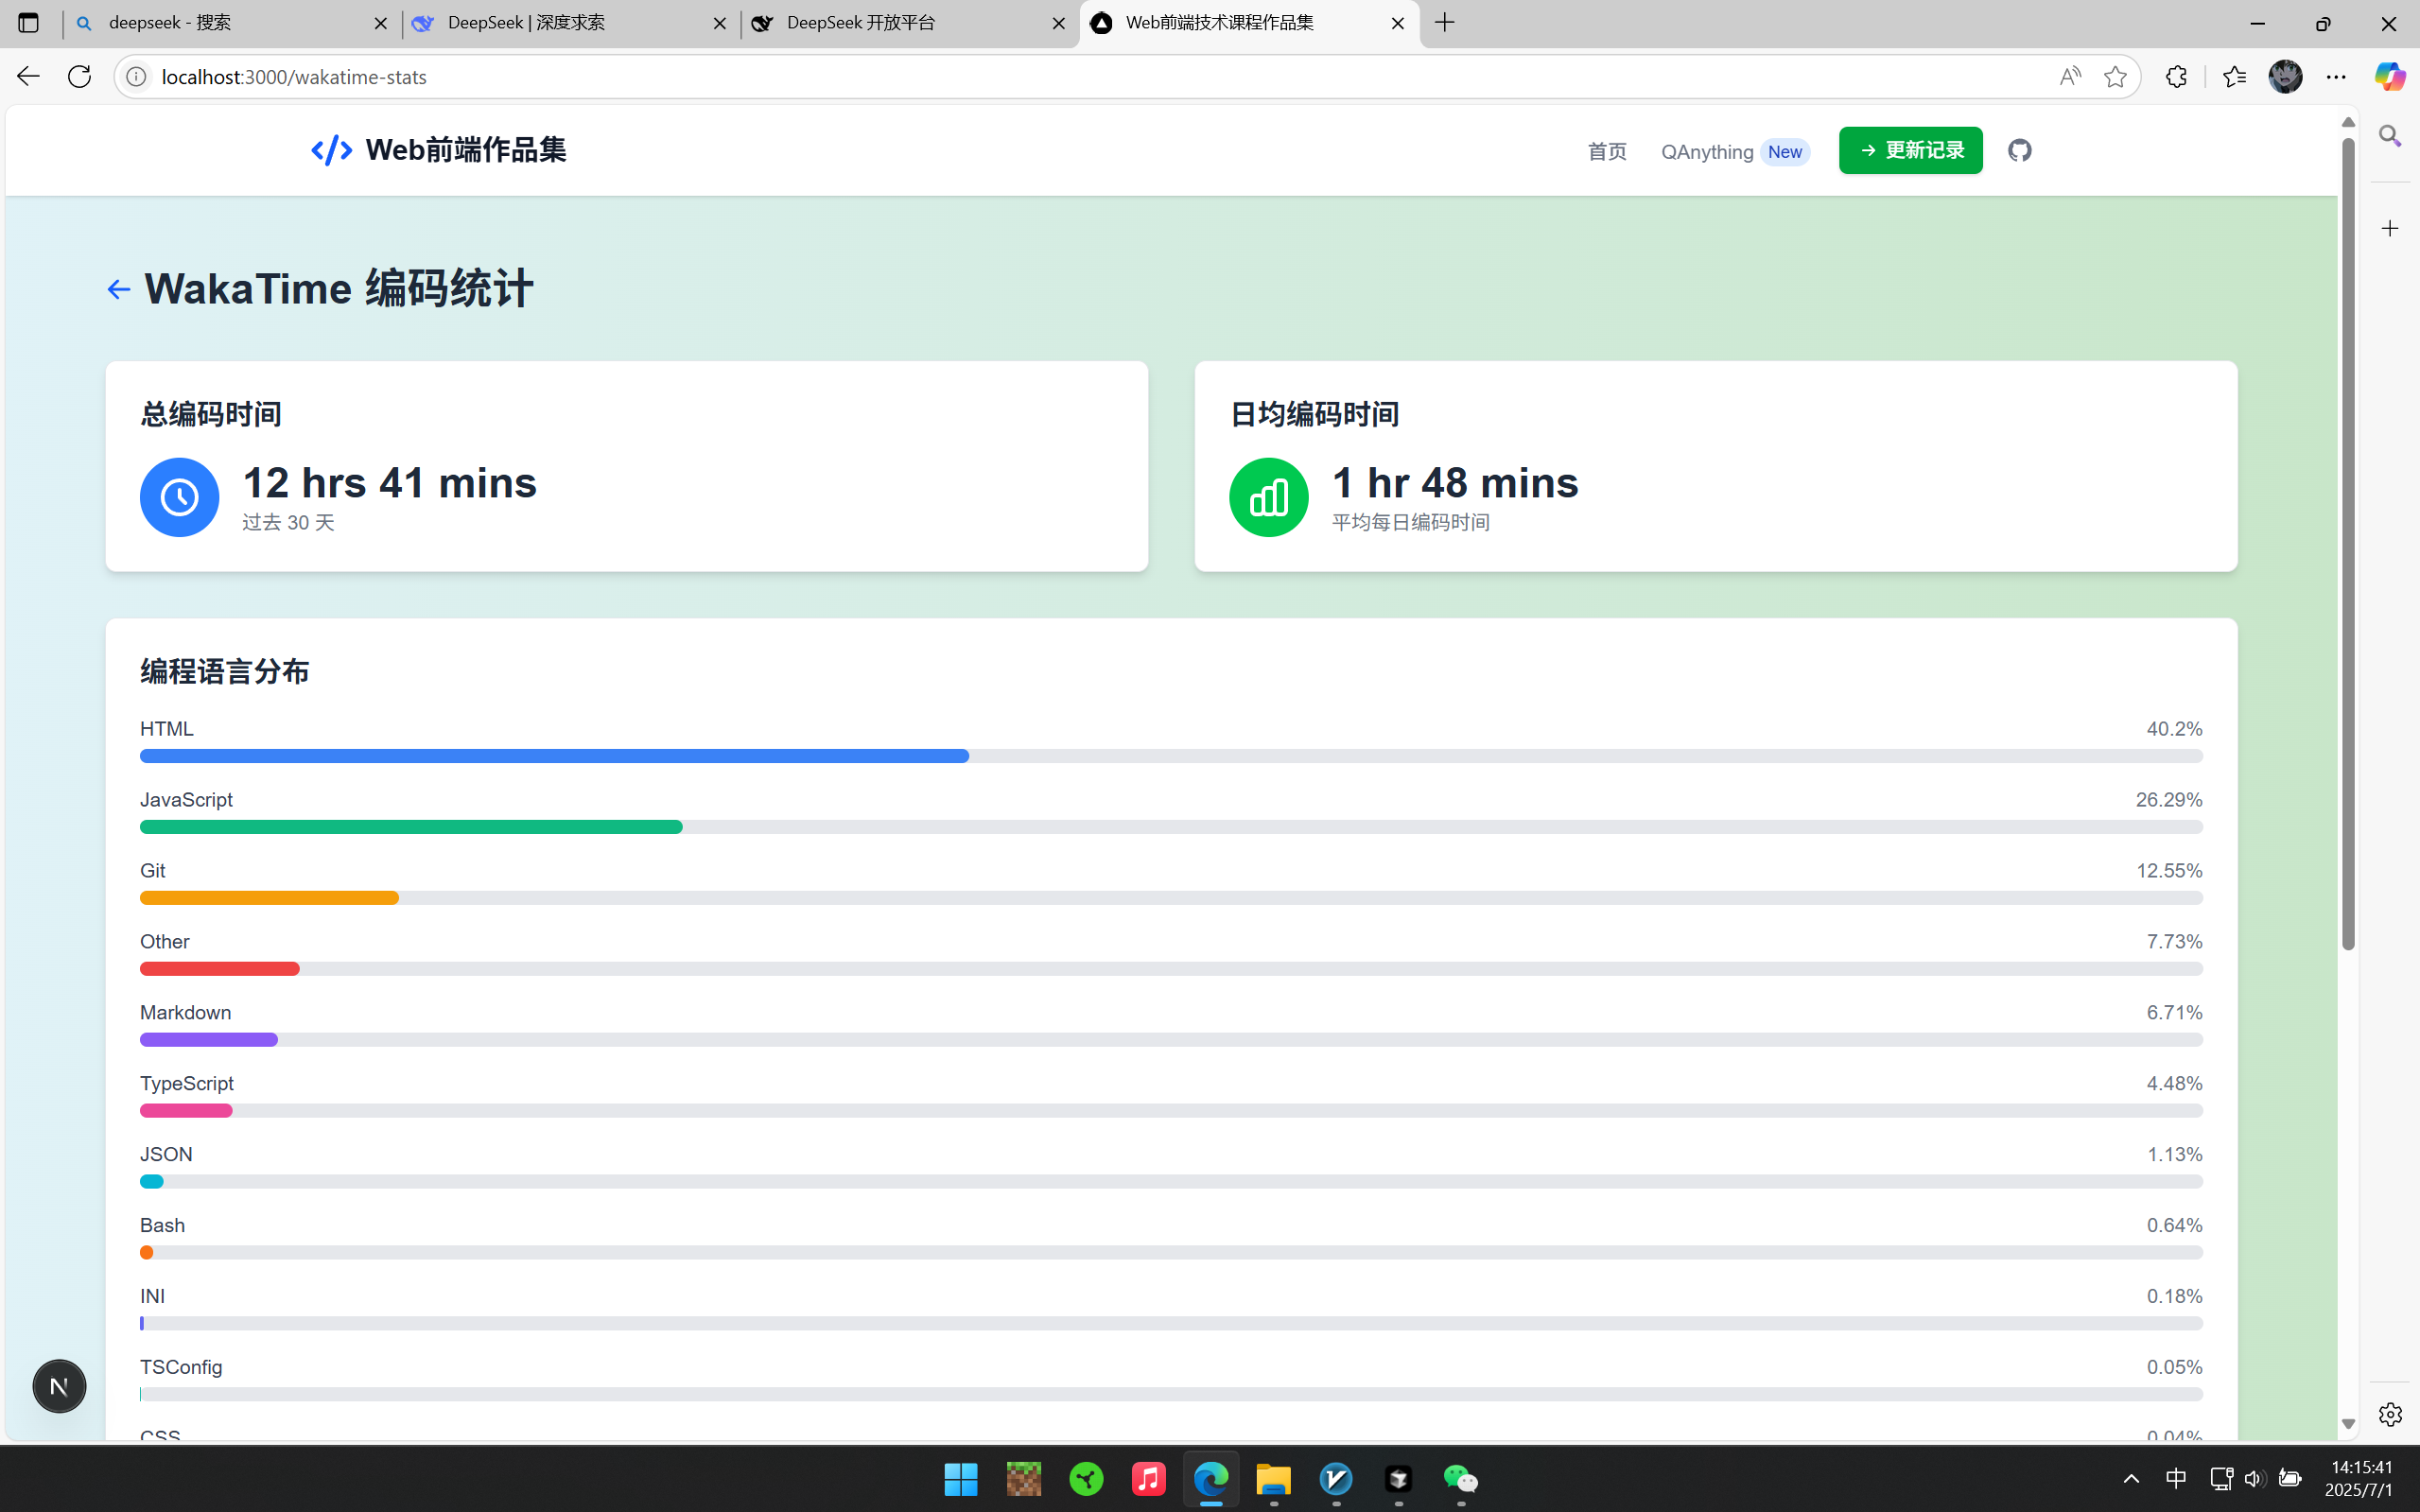 deepseek - 搜索
DeepSeek | 深度求索
DeepSeek 开放平台
Web前端技术课程作品集
localhost:3000/wakatime-stats
Web前端作品集
首页
QAnything New
→ 更新记录
← WakaTime 编码统计
总编码时间
12 hrs 41 mins
过去 30 天
日均编码时间
1 hr 48 mins
平均每日编码时间
编程语言分布
HTML 40.2%
JavaScript 26.29%
Git 12.55%
Other 7.73%
Markdown 6.71%
TypeScript 4.48%
JSON 1.13%
Bash 0.64%
INI 0.18%
TSConfig 0.05%
CSS 0.04%
N
中
14:15:41
2025/7/1